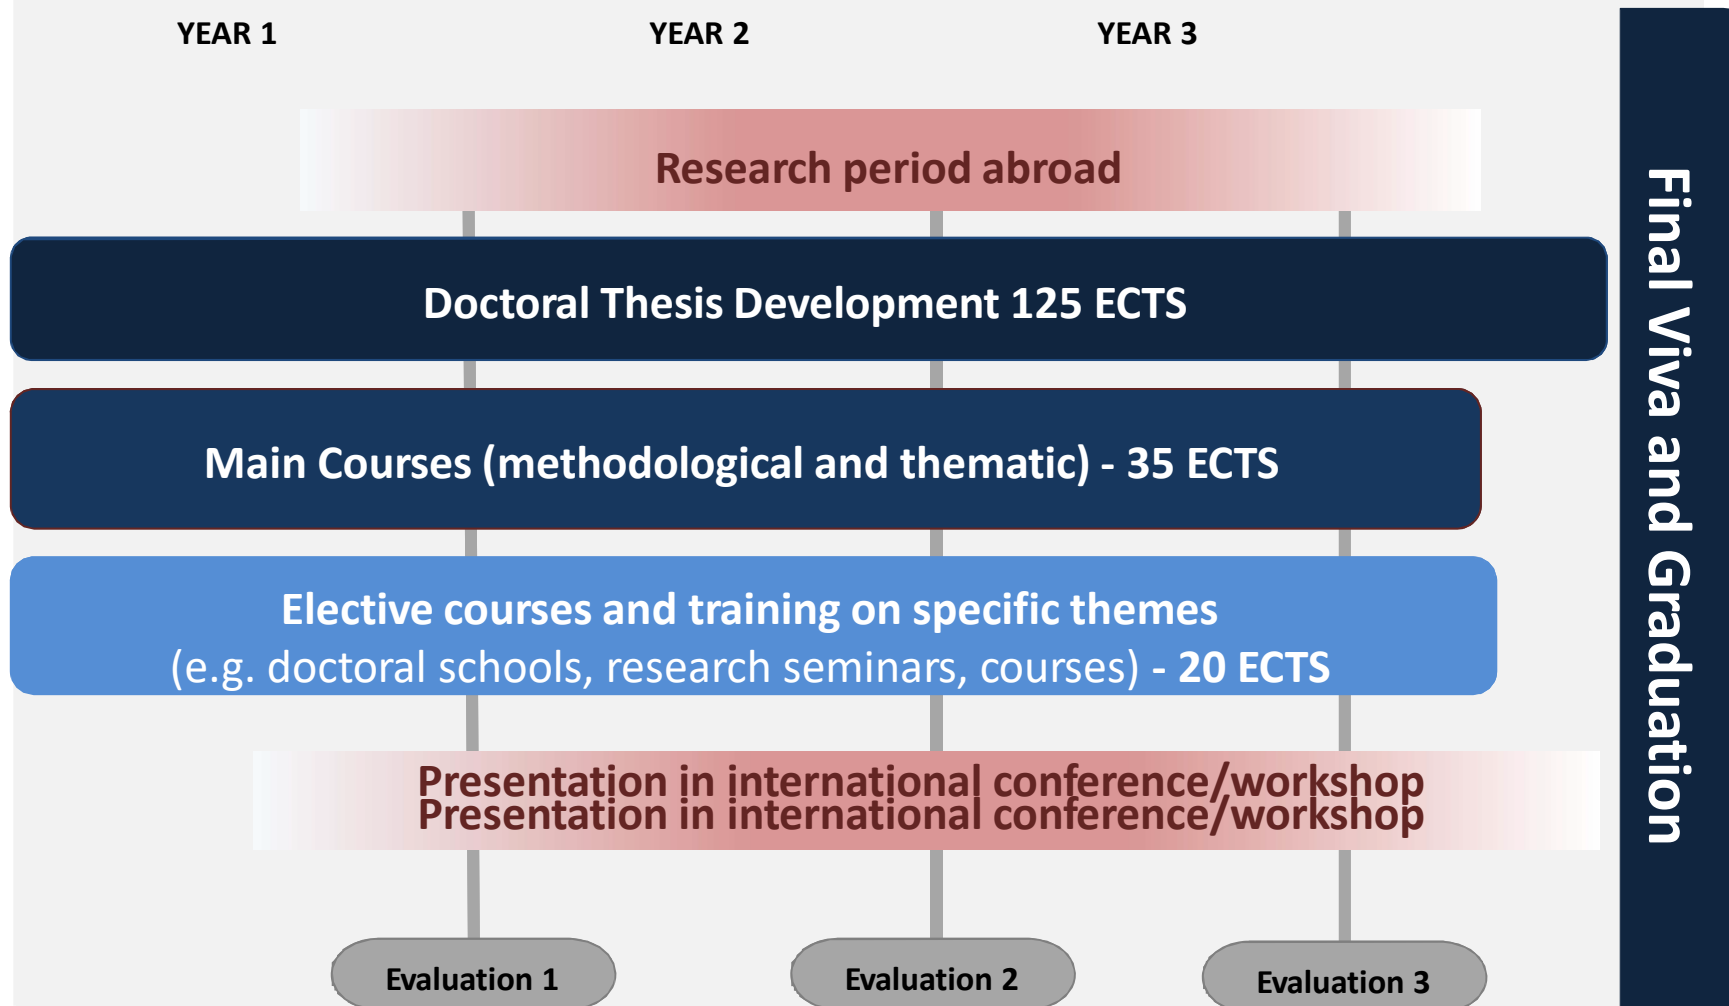 YEAR 1
YEAR 2
YEAR 3
Research period abroad
Doctoral Thesis Development 125 ECTS
Main Courses (methodological and thematic) - 35 ECTS
Elective courses and training on specific themes
(e.g. doctoral schools, research seminars, courses) - 20 ECTS
Presentation in international conference/workshop
Presentation in international conference/workshop
Evaluation 1
Evaluation 2
Evaluation 3
Final Viva and Graduation